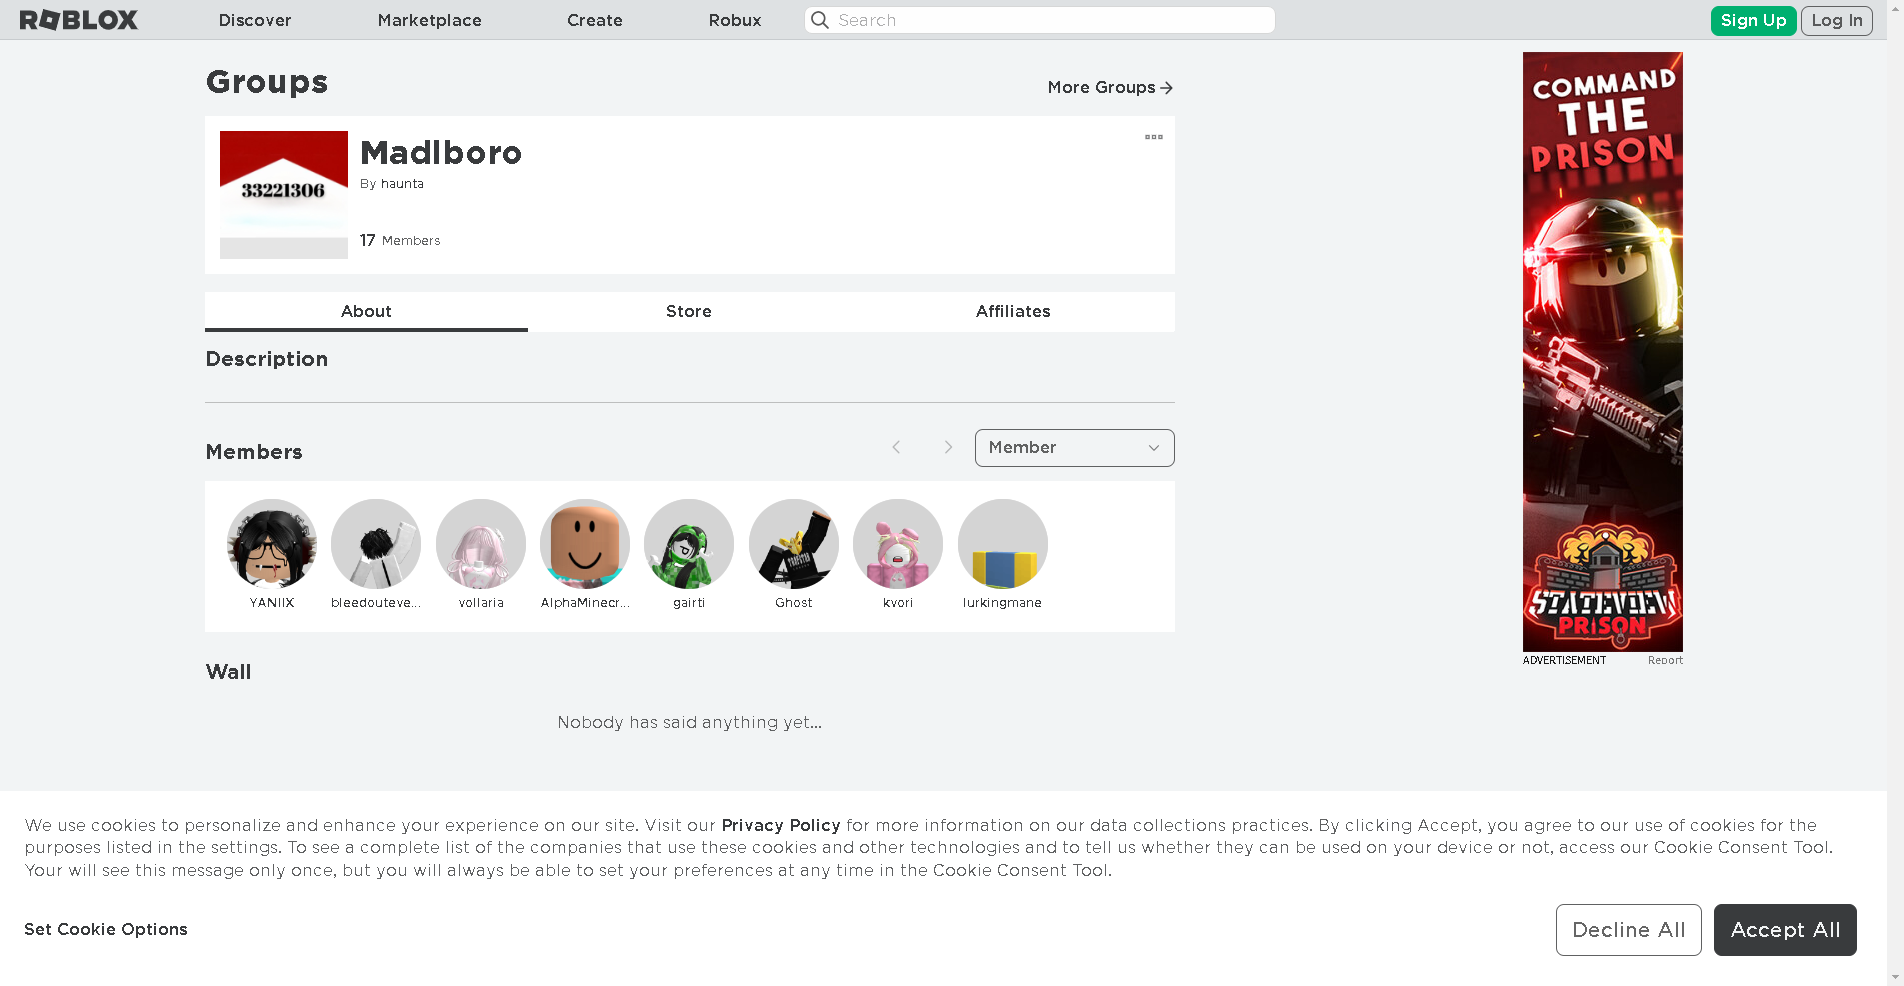 ROBLOX Discover Marketplace Create Robux Search Sign Up Log In
Groups
More Groups
Madlboro
By haunta
33221306
17 Members
About Store Affiliates
Description
Members
Member
YANIIX bleedouteve... vollaria AlphaMinecr... gairti Ghost kvori lurkingmane
Wall
Nobody has said anything yet...
COMMAND
THE
PRISON
PRISON
ADVERTISEMENT Report
We use cookies to personalize and enhance your experience on our site. Visit our Privacy Policy for more information on our data collections practices. By clicking Accept, you agree to our use of cookies for the
purposes listed in the settings. To see a complete list of the companies that use these cookies and other technologies and to tell us whether they can be used on your device or not, access our Cookie Consent Tool.
Your will see this message only once, but you will always be able to set your preferences at any time in the Cookie Consent Tool.
Set Cookie Options
Decline All Accept All